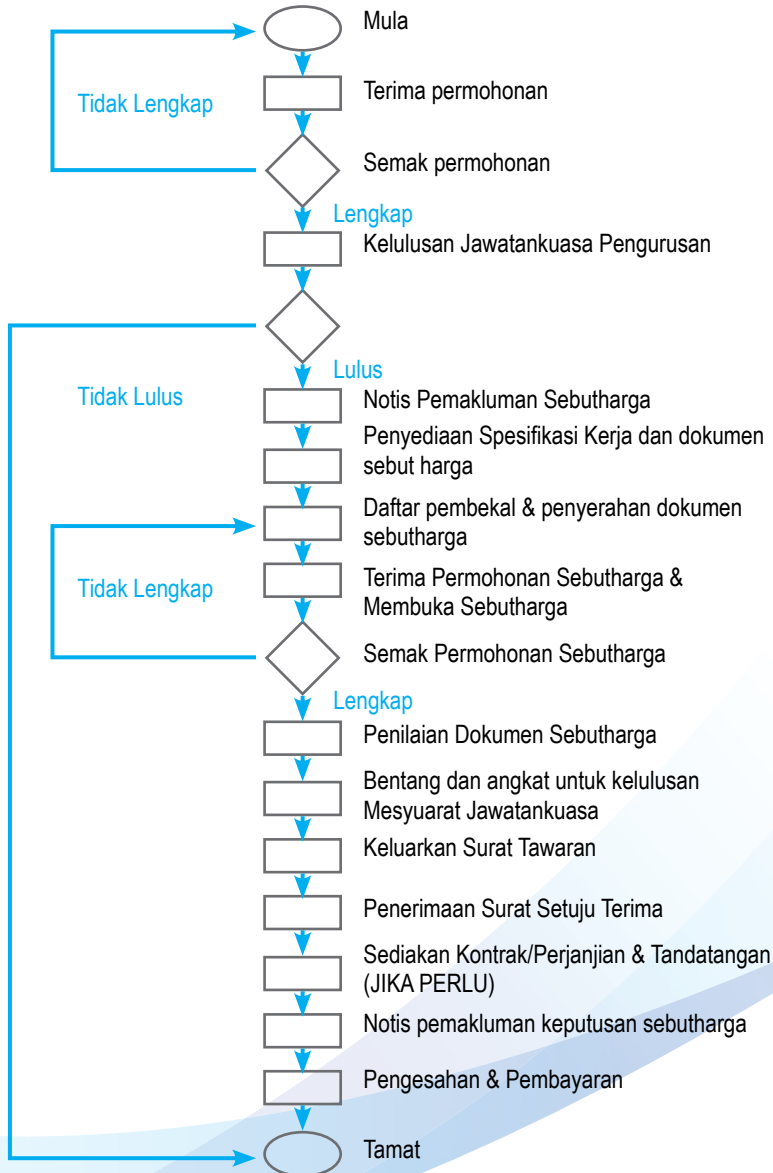 Mula
Terima permohonan
Tidak Lengkap
Semak permohonan
Lengkap
Kelulusan Jawatankuasa Pengurusan
Lulus
Tidak Lulus
Notis Pemakluman Sebutharga
Penyediaan Spesifikasi Kerja dan dokumen
sebut harga
Daftar pembekal & penyerahan dokumen
sebutharga
Tidak Lengkap
Terima Permohonan Sebutharga &
Membuka Sebutharga
Semak Permohonan Sebutharga
Lengkap
Penilaian Dokumen Sebutharga
Bentang dan angkat untuk kelulusan
Mesyuarat Jawatankuasa
Keluarkan Surat Tawaran
Penerimaan Surat Setuju Terima
Sediakan Kontrak/Perjanjian & Tandatangan
(JIKA PERLU)
Notis pemakluman keputusan sebutharga
Pengesahan & Pembayaran
Tamat